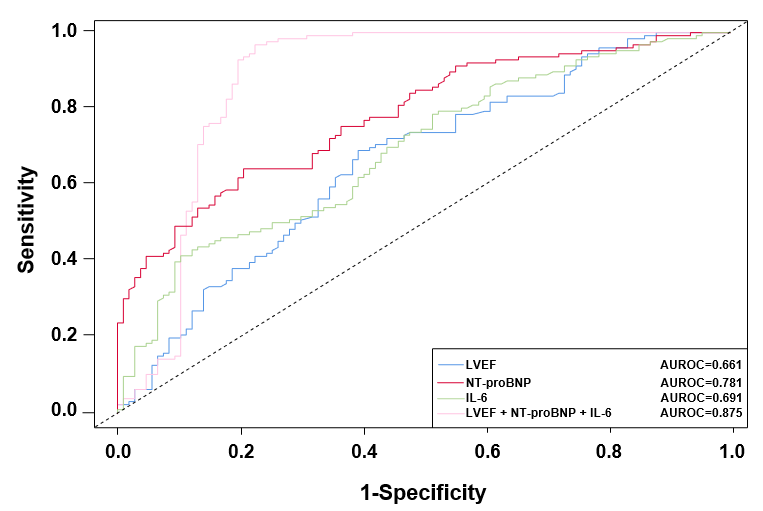 1.0
0.8
0.6
0.4
0.2
0.0
Sensitivity
LVEF AUROC=0.661
NT-proBNP AUROC=0.781
IL-6 AUROC=0.691
LVEF + NT-proBNP + IL-6 AUROC=0.875
0.0 0.2 0.4 0.6 0.8 1.0
1-Specificity